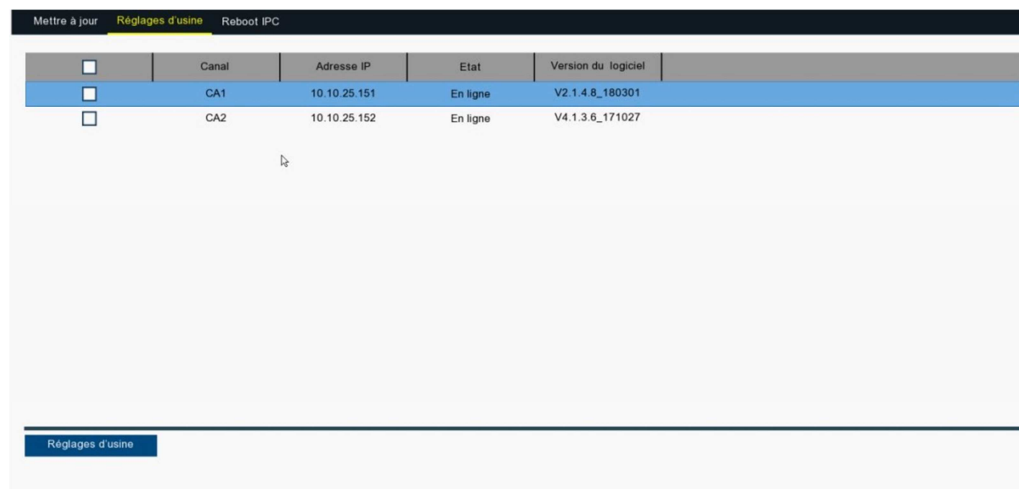 Mettre à jour Réglages d'usine Reboot IPC
Canal Adresse IP Etat Version du logiciel
CA1 10.10.25.151 En ligne V2.1.4.8_180301
CA2 10.10.25.152 En ligne V4.1.3.6_171027
Réglages d'usine